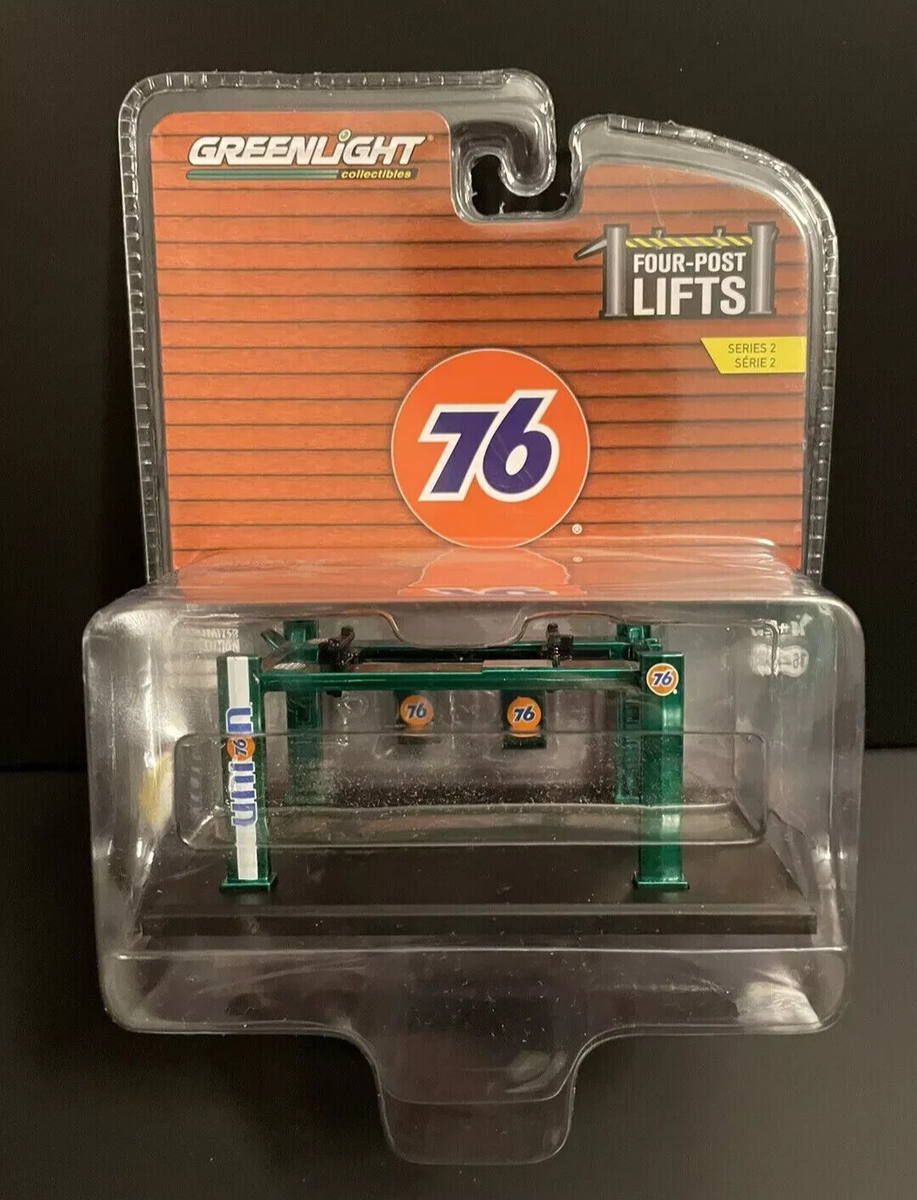 GREENLiGHT
collectibles
FOUR-POST
LIFTS
SERIES 2
SÉRIE 2
76
®
76
76
76
union
76